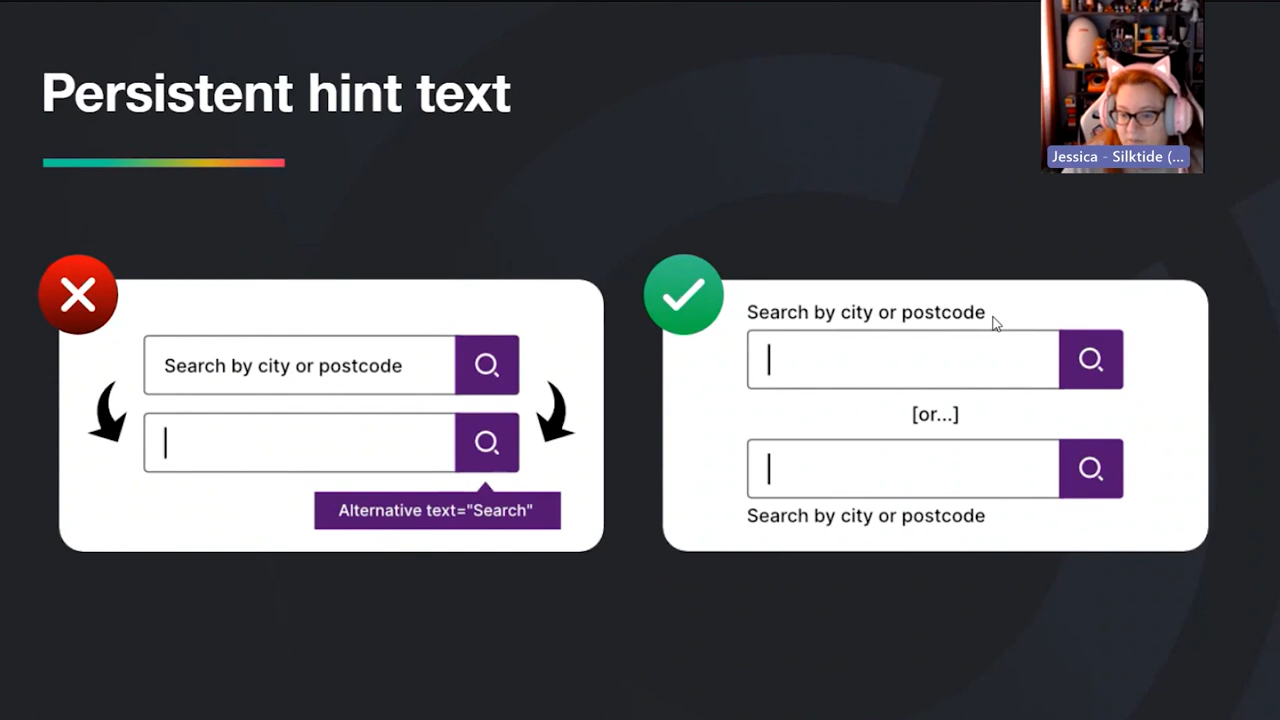 Persistent hint text
Jessica - Silktide (...
Search by city or postcode
Alternative text="Search"
Search by city or postcode
[or...]
Search by city or postcode